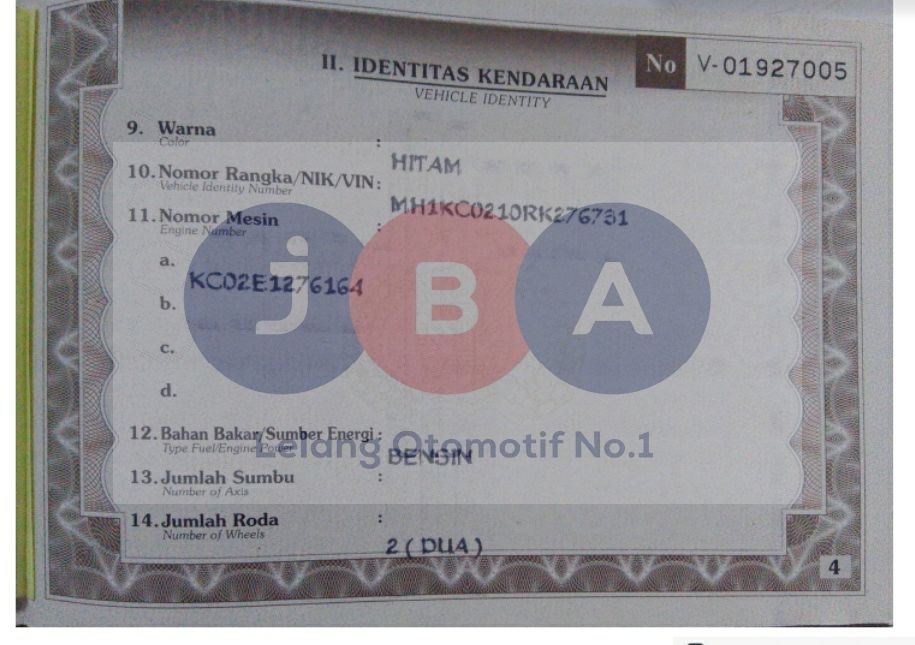 II. IDENTITAS KENDARAAN
VEHICLE IDENTITY
No V-01927005
9. Warna :
Color
HITAM
10. Nomor Rangka/NIK/VIN :
Vehicle Identity Number
MH1KC0210RK276731
11. Nomor Mesin :
Engine Number
a. KC02E1276164
b.
c.
d.
jBA
Lelang Otomotif No.1
12. Bahan Bakar/Sumber Energi :
Type Fuel/Engine Power
BENSIN
13. Jumlah Sumbu :
Number of Axis
14. Jumlah Roda :
Number of Wheels
2 ( DUA )
4